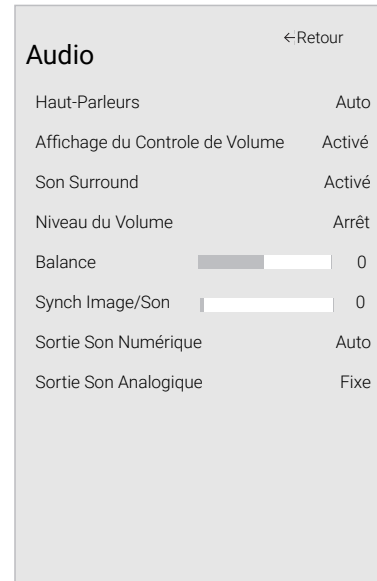 ←Retour
Audio
Haut-Parleurs Auto
Affichage du Controle de Volume Activé
Son Surround Activé
Niveau du Volume Arrêt
Balance 0
Synch Image/Son 0
Sortie Son Numérique Auto
Sortie Son Analogique Fixe